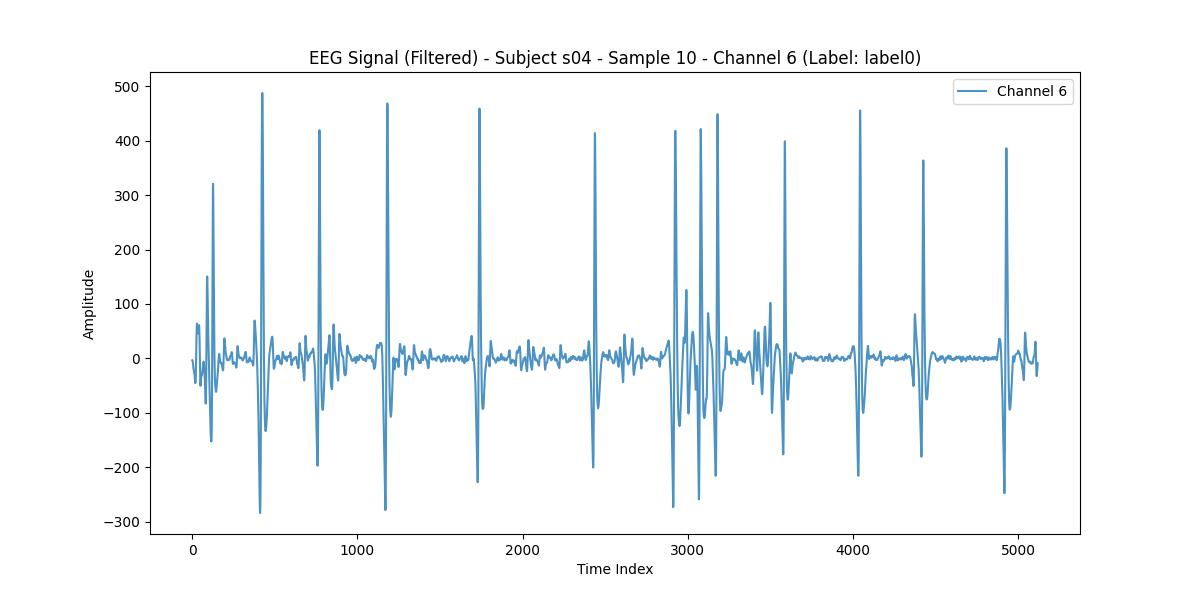 EEG Signal (Filtered) - Subject s04 - Sample 10 - Channel 6 (Label: label0)
Channel 6
500
400
300
200
100
0
−100
−200
−300
Amplitude
0 1000 2000 3000 4000 5000
Time Index